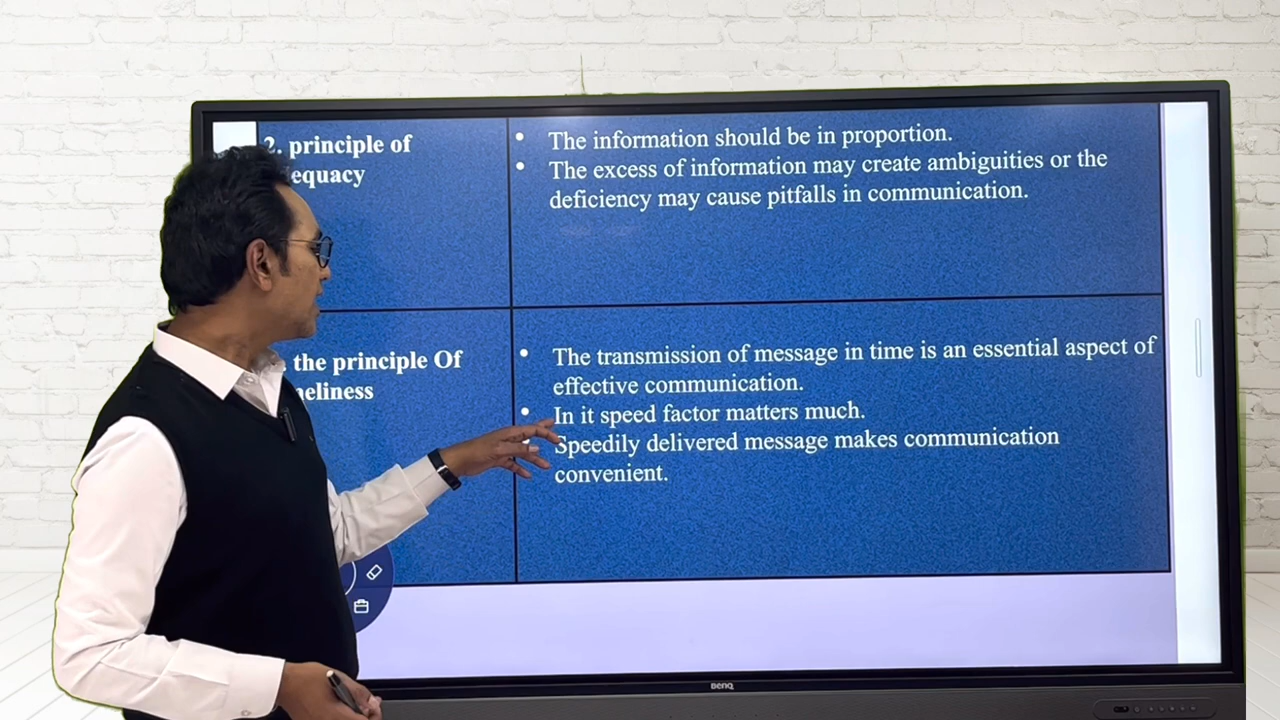 2. principle of
equacy
• The information should be in proportion.
• The excess of information may create ambiguities or the
deficiency may cause pitfalls in communication.
the principle Of
eliness
• The transmission of message in time is an essential aspect of
effective communication.
• In it speed factor matters much.
Speedily delivered message makes communication
convenient.
BenQ